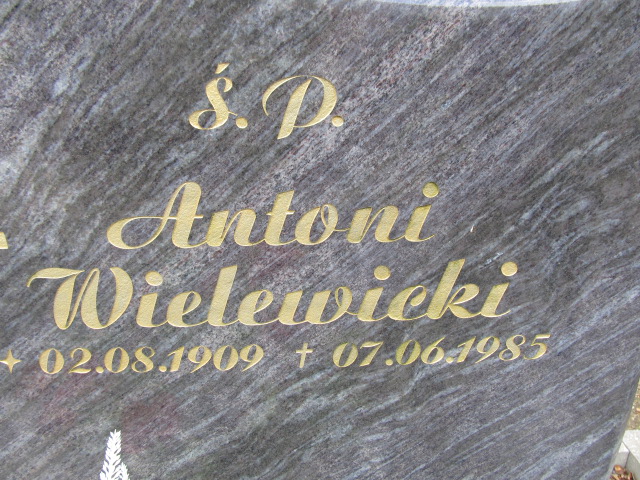 Ś. P.
Antoni
Wielewicki
✦ 02.08.1909 † 07.06.1985